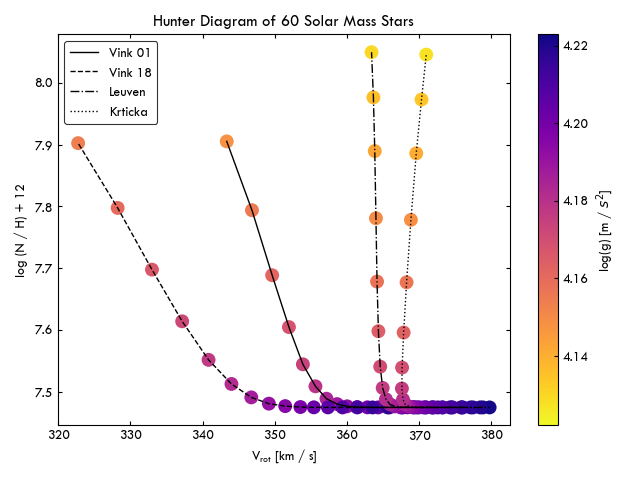 Hunter Diagram of 60 Solar Mass Stars
Vink 01
Vink 18
Leuven
Krticka
log (N / H) + 12
8.0
7.9
7.8
7.7
7.6
7.5
320
330
340
350
360
370
380
V_rot [km / s]
4.22
4.20
4.18
4.16
4.14
log(g) [m / s²]